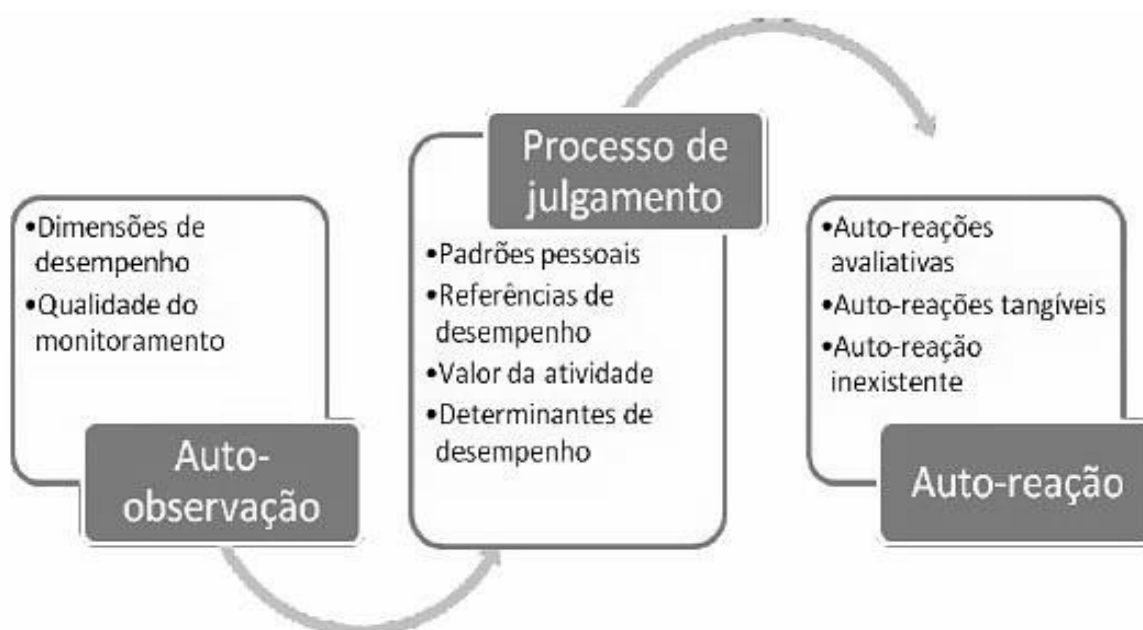 •Dimensões de
desempenho
•Qualidade do
monitoramento
Auto-
observação
Processo de
julgamento
•Padrões pessoais
•Referências de
desempenho
•Valor da atividade
•Determinantes de
desempenho
•Auto-reações
avaliativas
•Auto-reações tangíveis
•Auto-reação
inexistente
Auto-reação